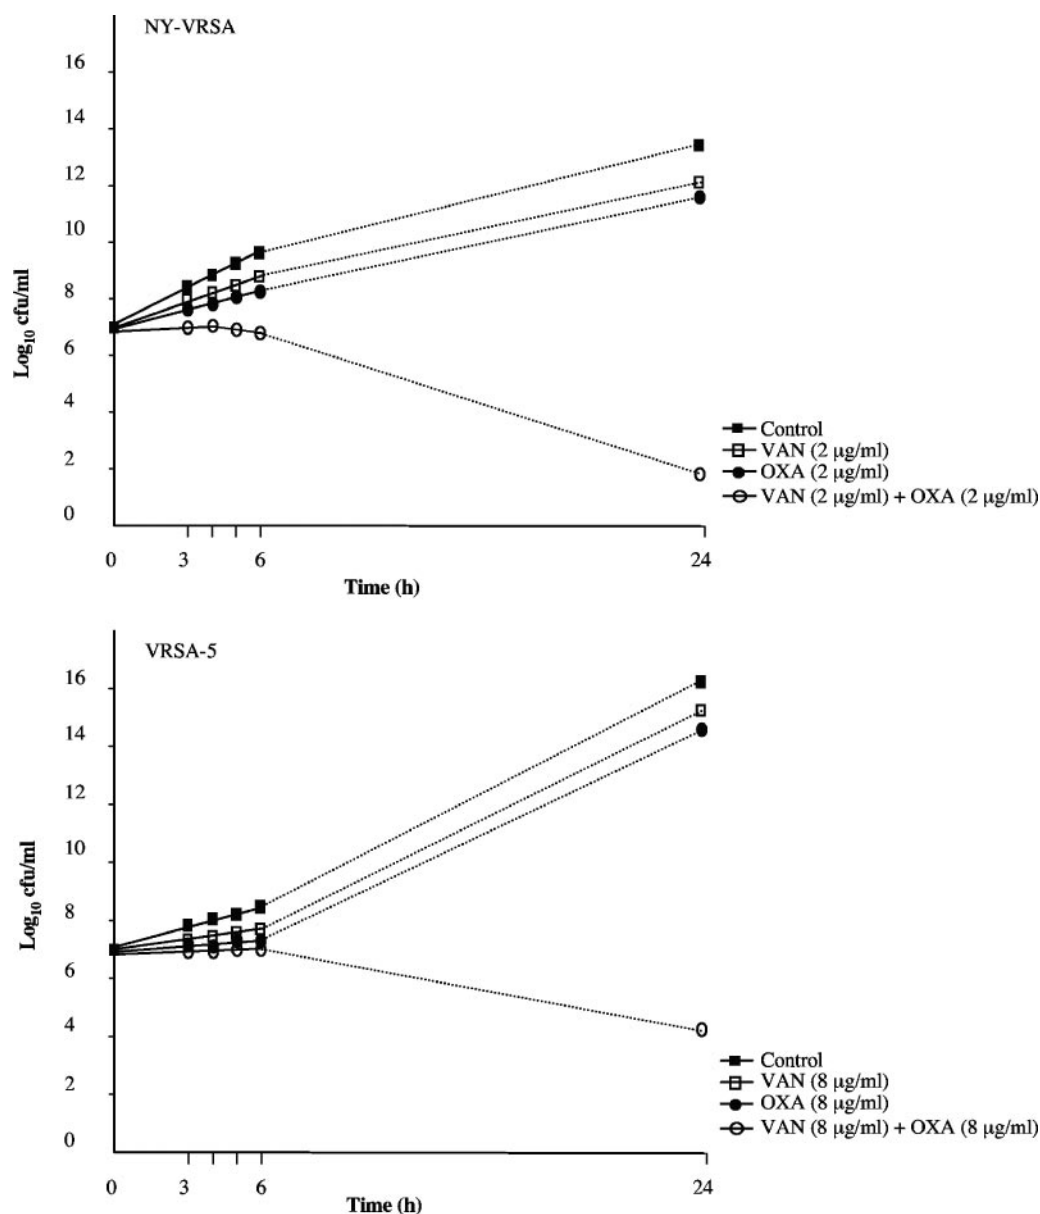 NY-VRSA
16
14
12
10
8
6
4
2
0
Log10 cfu/ml
0 3 6 24
Time (h)
Control
VAN (2 µg/ml)
OXA (2 µg/ml)
VAN (2 µg/ml) + OXA (2 µg/ml)
VRSA-5
16
14
12
10
8
6
4
2
0
Log10 cfu/ml
0 3 6 24
Time (h)
Control
VAN (8 µg/ml)
OXA (8 µg/ml)
VAN (8 µg/ml) + OXA (8 µg/ml)